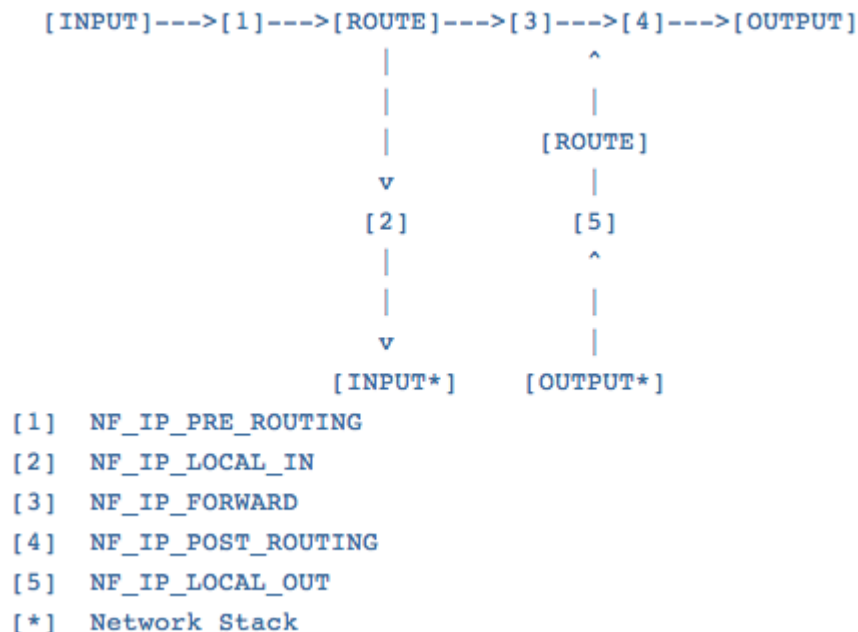 [INPUT]--->[1]--->[ROUTE]--->[3]--->[4]--->[OUTPUT]
| ^
| |
| [ROUTE]
v |
[2] [5]
| ^
| |
v |
[INPUT*] [OUTPUT*]
[1] NF_IP_PRE_ROUTING
[2] NF_IP_LOCAL_IN
[3] NF_IP_FORWARD
[4] NF_IP_POST_ROUTING
[5] NF_IP_LOCAL_OUT
[*] Network Stack